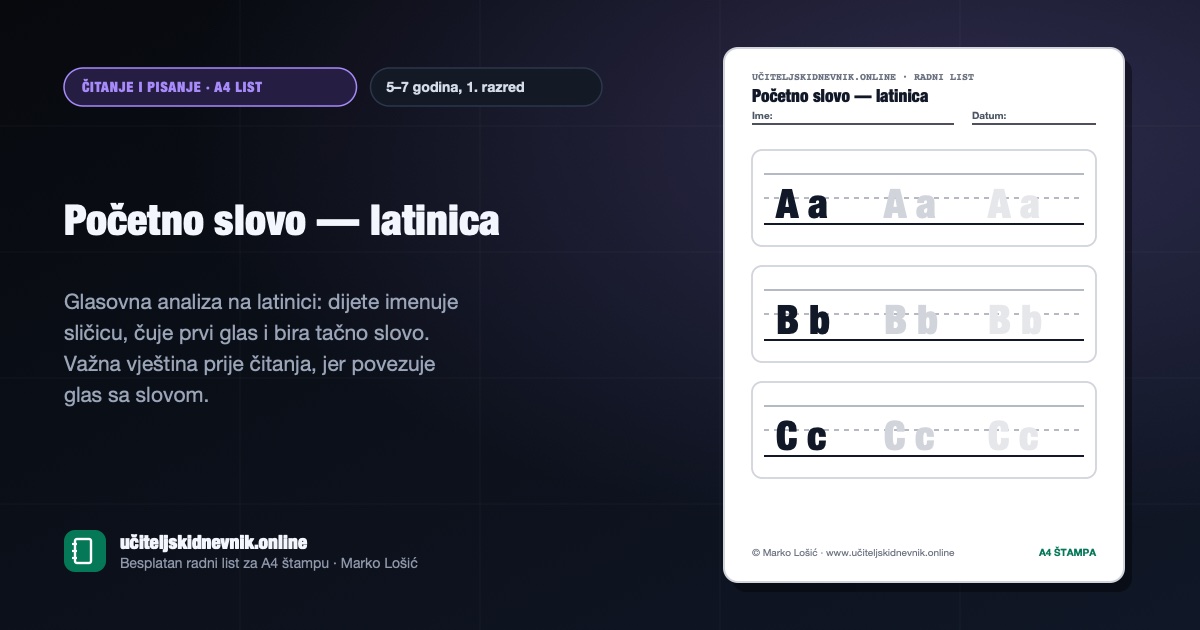 ČITANJE I PISANJE · A4 LIST
5–7 godina, 1. razred
Početno slovo — latinica
Glasovna analiza na latinici: dijete imenuje
sličicu, čuje prvi glas i bira tačno slovo.
Važna vještina prije čitanja, jer povezuje
glas sa slovom.
učiteljskidnevnik.online
Besplatan radni list za A4 štampu · Marko Lošić
UČITELJSKIDNEVNIK.ONLINE · RADNI LIST
Početno slovo — latinica
Ime: Datum:
A a A a A a
B b B b B b
C c C c C c
© Marko Lošić · www.učiteljskidnevnik.online A4 ŠTAMPA